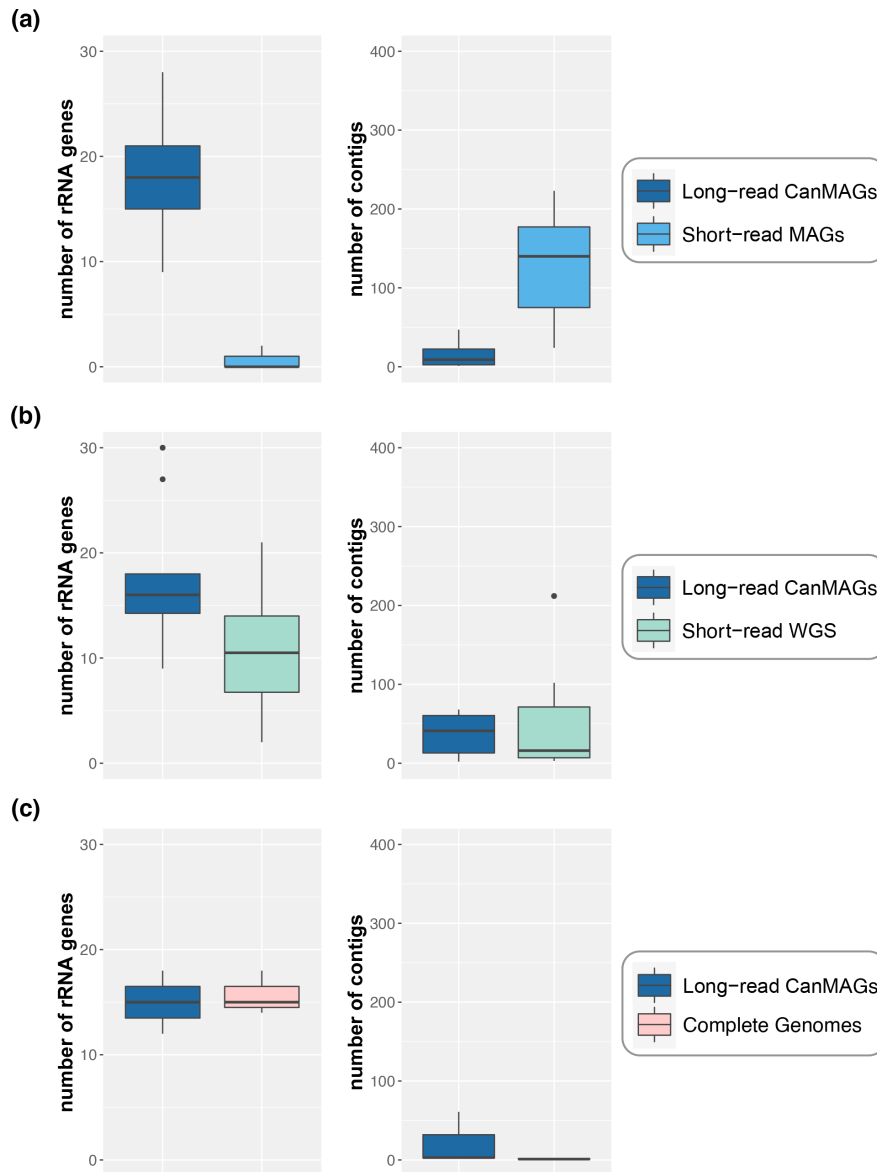 (a)
number of rRNA genes
30
20
10
0
number of contigs
400
300
200
100
0
Long-read CanMAGs
Short-read MAGs
(b)
number of rRNA genes
30
20
10
0
number of contigs
400
300
200
100
0
Long-read CanMAGs
Short-read WGS
(c)
number of rRNA genes
30
20
10
0
number of contigs
400
300
200
100
0
Long-read CanMAGs
Complete Genomes